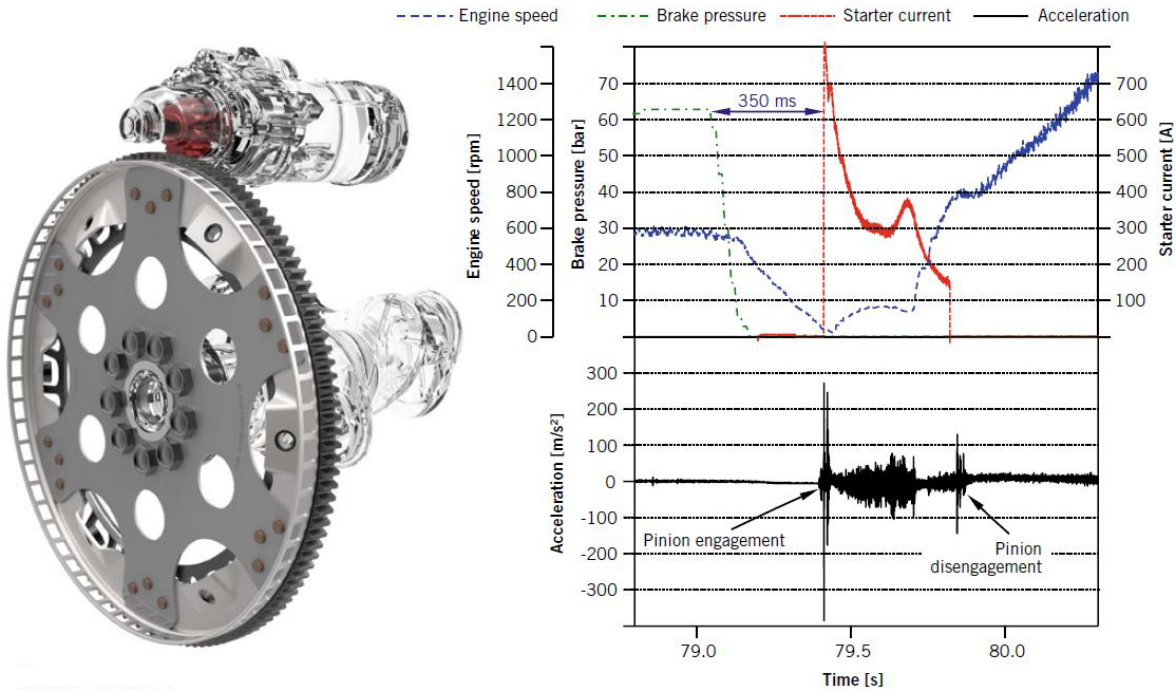 Engine speed
Brake pressure
Starter current
Acceleration
Engine speed [rpm]
1400
1200
1000
800
600
400
200
0
Brake pressure [bar]
70
60
50
40
30
20
10
350 ms
Starter current [A]
700
600
500
400
300
200
100
Acceleration [m/s²]
300
200
100
0
-100
-200
-300
Pinion engagement
Pinion
disengagement
79.0
79.5
80.0
Time [s]